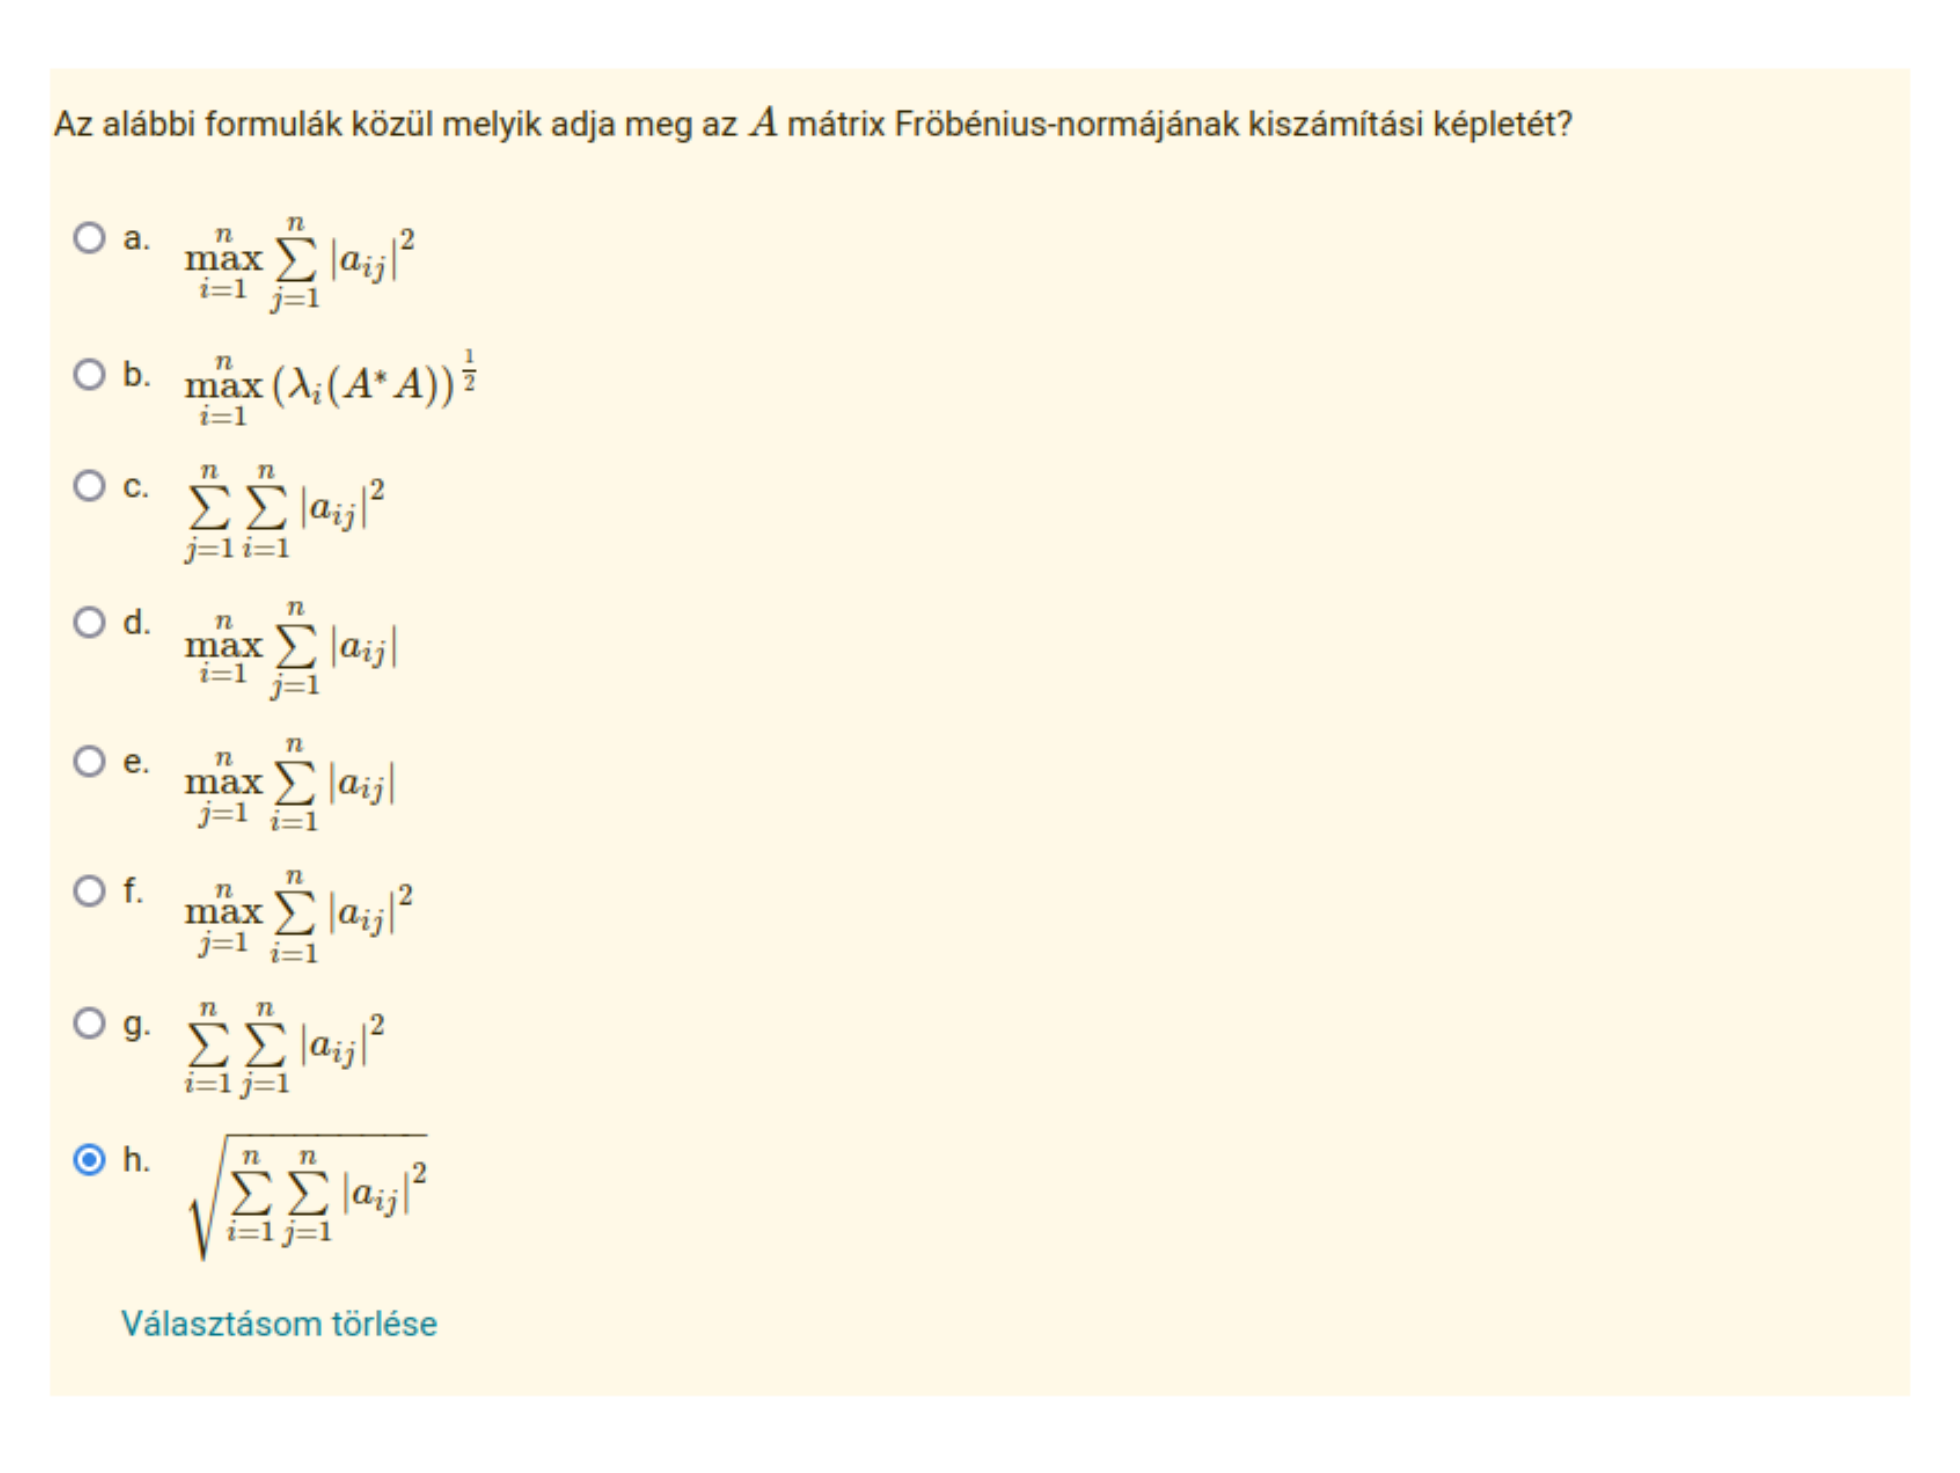 Az alábbi formulák közül melyik adja meg az A mátrix Fröbénius-normájának kiszámítási képletét?
a. \max_{i=1}^{n} \sum_{j=1}^{n} |a_{ij}|^2
b. \max_{i=1}^{n} (\lambda_i(A^*A))^{\frac{1}{2}}
c. \sum_{j=1}^{n} \sum_{i=1}^{n} |a_{ij}|^2
d. \max_{i=1}^{n} \sum_{j=1}^{n} |a_{ij}|
e. \max_{j=1}^{n} \sum_{i=1}^{n} |a_{ij}|
f. \max_{j=1}^{n} \sum_{i=1}^{n} |a_{ij}|^2
g. \sum_{i=1}^{n} \sum_{j=1}^{n} |a_{ij}|^2
h. \sqrt{\sum_{i=1}^{n} \sum_{j=1}^{n} |a_{ij}|^2}
Választásom törlése